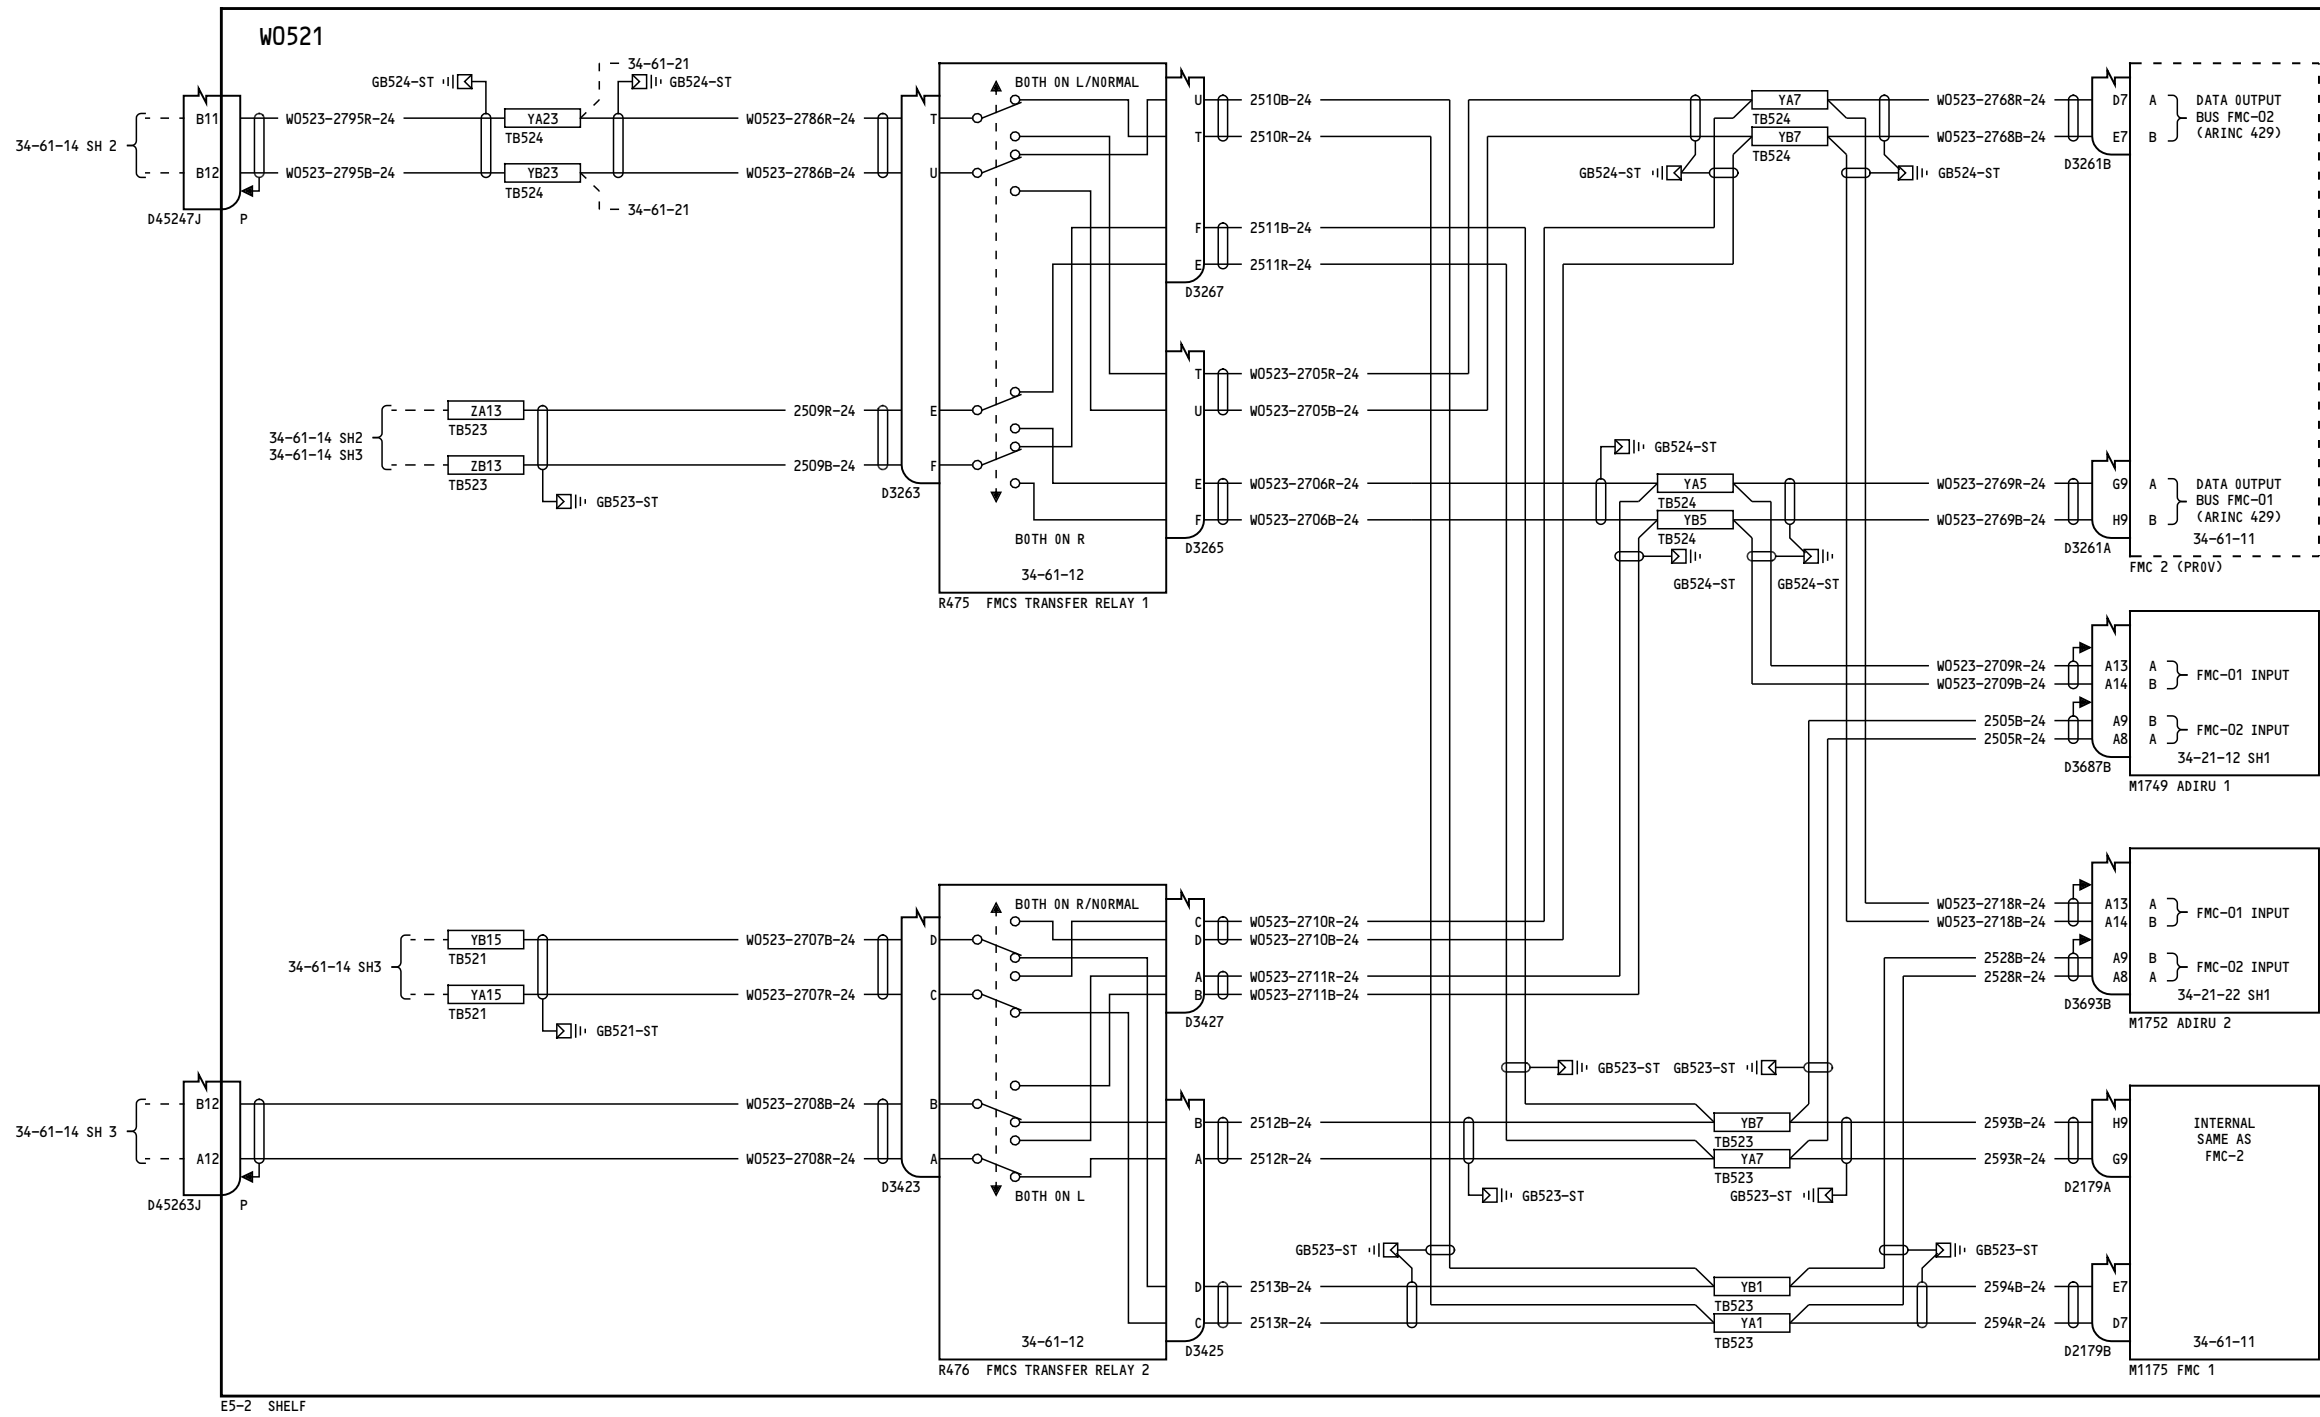 W0521
34-61-14 SH 2
B11
B12
D45247J
P
W0523-2795R-24
W0523-2795B-24
GB524-ST
YA23
TB524
YB23
TB524
34-61-21
GB524-ST
34-61-21
W0523-2786R-24
W0523-2786B-24
34-61-14 SH2
34-61-14 SH3
ZA13
TB523
ZB13
TB523
GB523-ST
2509R-24
2509B-24
T
U
E
F
D3263
BOTH ON L/NORMAL
BOTH ON R
34-61-12
R475 FMCS TRANSFER RELAY 1
U
T
F
E
D3267
T
U
E
F
D3265
2510B-24
2510R-24
2511B-24
2511R-24
W0523-2705R-24
W0523-2705B-24
W0523-2706R-24
W0523-2706B-24
YA7
TB524
YB7
TB524
GB524-ST
GB524-ST
GB524-ST
YA5
TB524
YB5
TB524
GB524-ST
GB524-ST
W0523-2768R-24
W0523-2768B-24
D7
E7
D3261B
A
B
DATA OUTPUT
BUS FMC-02
(ARINC 429)
W0523-2769R-24
W0523-2769B-24
G9
H9
D3261A
A
B
DATA OUTPUT
BUS FMC-01
(ARINC 429)
34-61-11
FMC 2 (PROV)
W0523-2709R-24
W0523-2709B-24
2505B-24
2505R-24
A13
A14
A9
A8
D3687B
A
B
FMC-01 INPUT
B
A
FMC-02 INPUT
34-21-12 SH1
M1749 ADIRU 1
W0523-2718R-24
W0523-2718B-24
2528B-24
2528R-24
A13
A14
A9
A8
D3693B
A
B
FMC-01 INPUT
B
A
FMC-02 INPUT
34-21-22 SH1
M1752 ADIRU 2
34-61-14 SH3
YB15
TB521
YA15
TB521
GB521-ST
W0523-2707B-24
W0523-2707R-24
34-61-14 SH 3
B12
A12
D45263J
P
W0523-2708B-24
W0523-2708R-24
D
C
B
A
D3423
BOTH ON R/NORMAL
BOTH ON L
34-61-12
R476 FMCS TRANSFER RELAY 2
C
D
A
B
D3427
B
A
D
C
D3425
W0523-2710R-24
W0523-2710B-24
W0523-2711R-24
W0523-2711B-24
2512B-24
2512R-24
2513B-24
2513R-24
GB523-ST
GB523-ST
YB7
TB523
YA7
TB523
GB523-ST
GB523-ST
GB523-ST
YB1
TB523
YA1
TB523
GB523-ST
2593B-24
2593R-24
2594B-24
2594R-24
H9
G9
D2179A
E7
D7
D2179B
INTERNAL
SAME AS
FMC-2
34-61-11
M1175 FMC 1
E5-2 SHELF